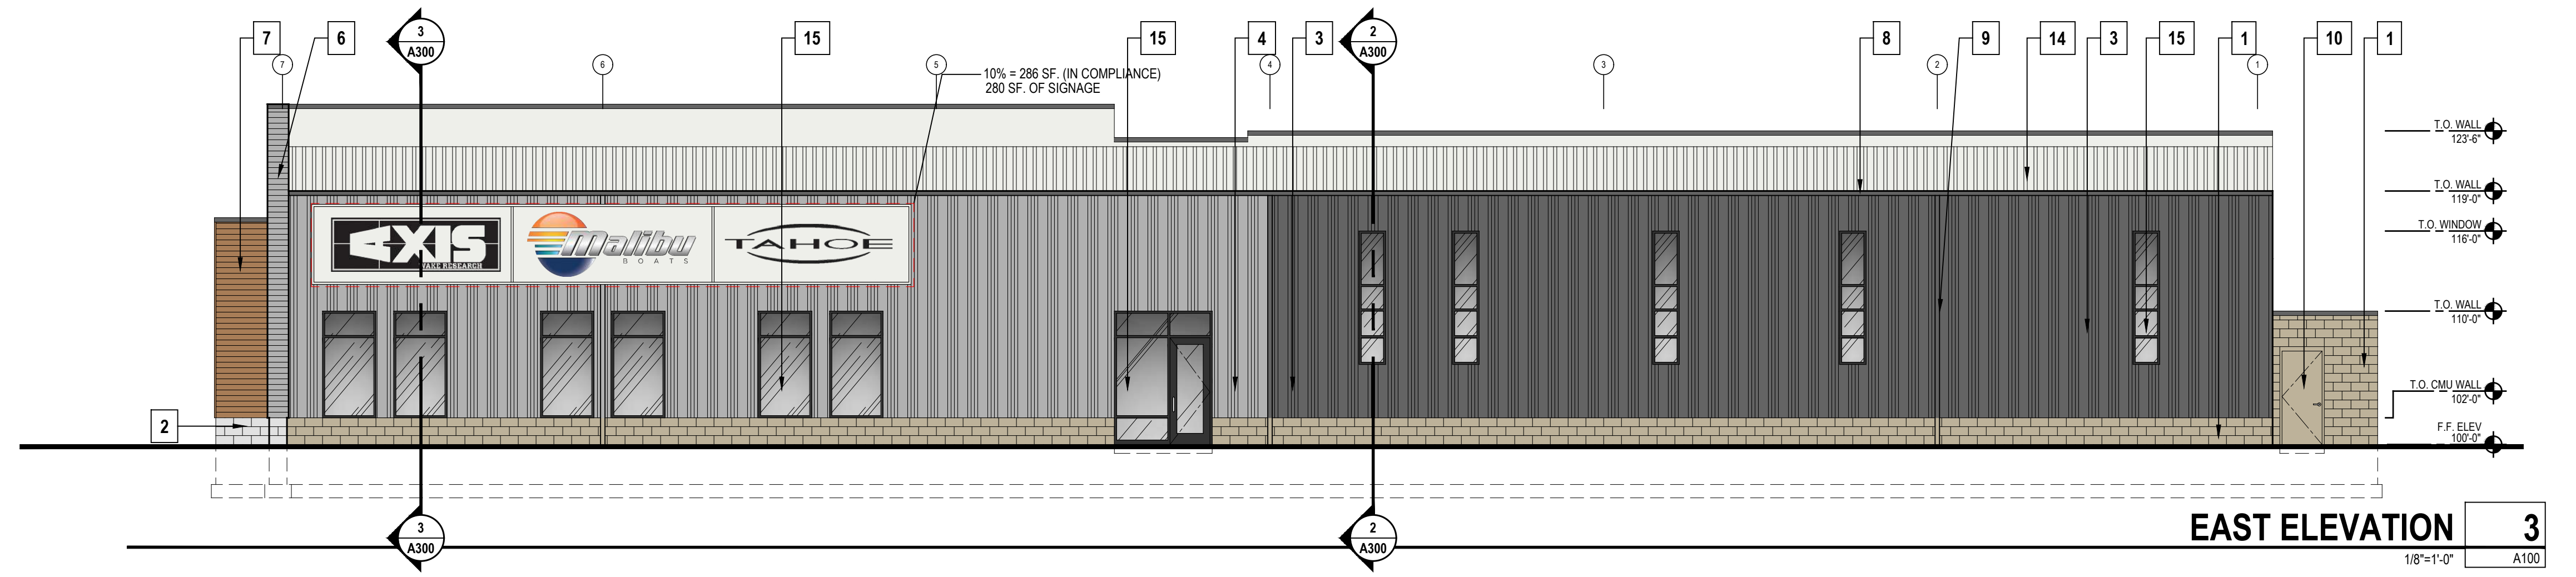 7
6
3
A300
15
15
4
3
2
A300
8
9
14
3
15
1
10
1
7
6
5
4
3
2
1
10% = 286 SF. (IN COMPLIANCE)
280 SF. OF SIGNAGE
T.O. WALL
123'-6"
T.O. WALL
119'-0"
T.O. WINDOW
116'-0"
T.O. WALL
110'-0"
T.O. CMU WALL
102'-0"
F.F. ELEV
100'-0"
AXIS
WAKE RESEARCH
Malibu
BOATS
TAHOE
2
3
A300
2
A300
EAST ELEVATION
3
1/8"=1'-0"
A100